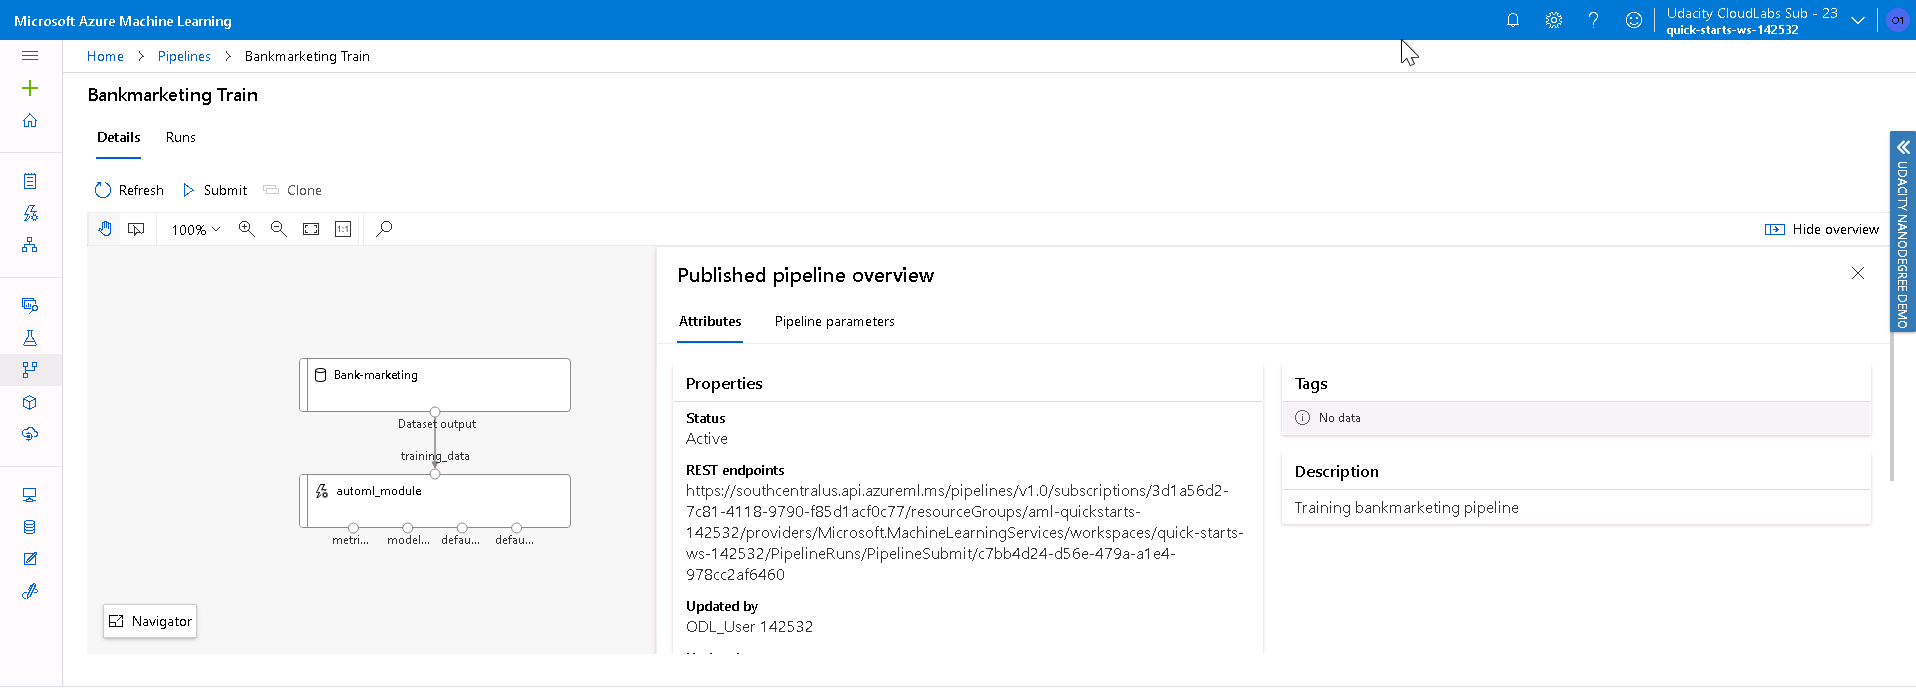 Microsoft Azure Machine Learning
Udacity CloudLabs Sub - 23
quick-starts-ws-142532
O1
Home > Pipelines > Bankmarketing Train
Bankmarketing Train
Details Runs
Refresh Submit Clone
100%
1:1
Hide overview
UDACITY NANODEGREE DEMO
Bank-marketing
Dataset output
training_data
automl_module
metri... model... defau... defau...
Navigator
Published pipeline overview
Attributes Pipeline parameters
Properties
Status
Active
REST endpoints
https://southcentralus.api.azureml.ms/pipelines/v1.0/subscriptions/3d1a56d2-
7c81-4118-9790-f85d1acf0c77/resourceGroups/aml-quickstarts-
142532/providers/Microsoft.MachineLearningServices/workspaces/quick-starts-
ws-142532/PipelineRuns/PipelineSubmit/c7bb4d24-d56e-479a-a1e4-
978cc2af6460
Updated by
ODL_User 142532
Tags
No data
Description
Training bankmarketing pipeline